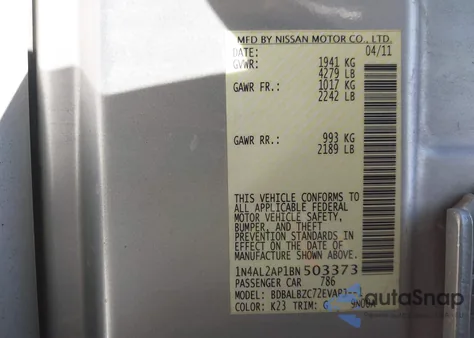 MFD BY NISSAN MOTOR CO., LTD.
DATE: 04/11
GVWR: 1941 KG
4279 LB
GAWR FR.: 1017 KG
2242 LB
GAWR RR.: 993 KG
2189 LB
THIS VEHICLE CONFORMS TO
ALL APPLICABLE FEDERAL
MOTOR VEHICLE SAFETY,
BUMPER, AND THEFT
PREVENTION STANDARDS
IN EFFECT ON THE DATE OF
MANUFACTURE SHOWN ABOVE.
1N4AL2AP1BN 503373
PASSENGER CAR 786
MODEL:
COLOR: K23 TRIM: G
autaSnap